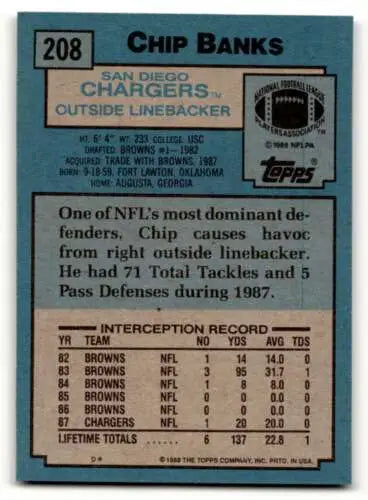 208
CHIP BANKS
SAN DIEGO
CHARGERS™
OUTSIDE LINEBACKER
NATIONAL FOOTBALL LEAGUE
PLAYERS ASSOCIATION
© 1988 NFLPA
TOPPS®
HT: 6' 4" WT: 233 COLLEGE: USC
DRAFTED: BROWNS #1-1982
ACQUIRED: TRADE WITH BROWNS, 1987
BORN: 9-18-59, FORT LAWTON, OKLAHOMA
HOME: AUGUSTA, GEORGIA
One of NFL's most dominant de-
fenders, Chip causes havoc
from right outside linebacker.
He had 71 Total Tackles and 5
Pass Defenses during 1987.
INTERCEPTION RECORD
YR TEAM NO YDS AVG TDS
82 BROWNS NFL 1 14 14.0 0
83 BROWNS NFL 3 95 31.7 1
84 BROWNS NFL 1 8 8.0 0
85 BROWNS NFL 0 0 — 0
86 BROWNS NFL 0 0 — 0
87 CHARGERS NFL 1 20 20.0 0
LIFETIME TOTALS ...... 6 137 22.8 1
D* © 1988 THE TOPPS COMPANY, INC. PRTD. IN U.S.A.